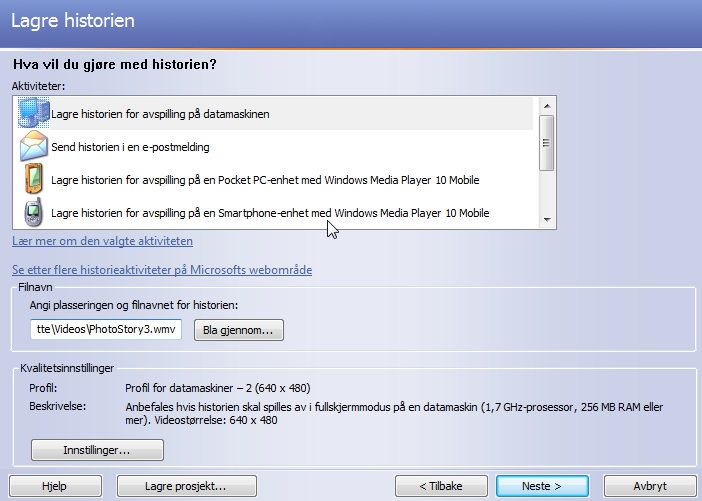 Lagre historien
Hva vil du gjøre med historien?
Aktiviteter:
Lagre historien for avspilling på datamaskinen
Send historien i en e-postmelding
Lagre historien for avspilling på en Pocket PC-enhet med Windows Media Player 10 Mobile
Lagre historien for avspilling på en Smartphone-enhet med Windows Media Player 10 Mobile
Lær mer om den valgte aktiviteten
Se etter flere historieaktiviteter på Microsofts webområde
Filnavn
Angi plasseringen og filnavnet for historien:
tte\Videos\PhotoStory3.wmv
Bla gjennom...
Kvalitetsinnstillinger
Profil: Profil for datamaskiner – 2 (640 x 480)
Beskrivelse: Anbefales hvis historien skal spilles av i fullskjermmodus på en datamaskin (1,7 GHz-prosessor, 256 MB RAM eller
mer). Videostørrelse: 640 x 480
Innstillinger...
Hjelp
Lagre prosjekt...
< Tilbake
Neste >
Avbryt